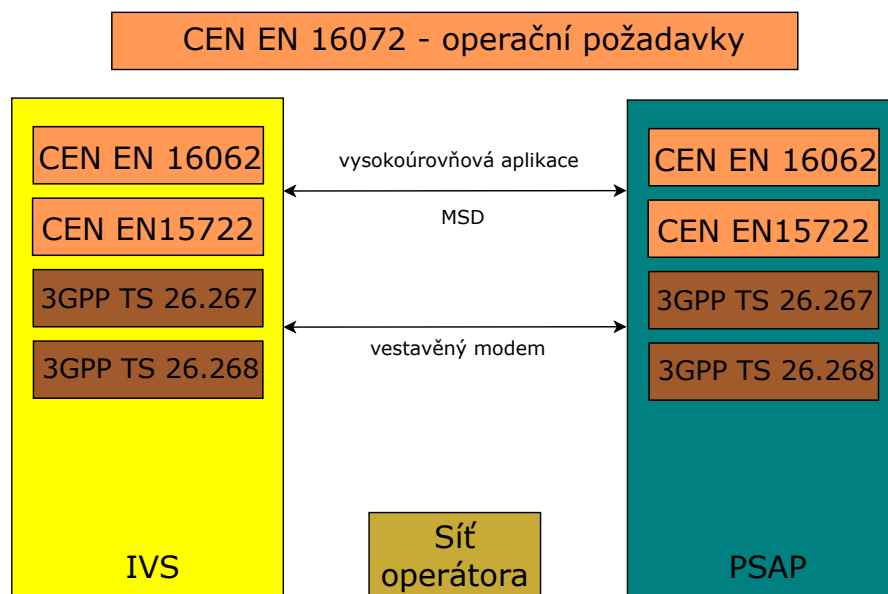 CEN EN 16072 - operační požadavky
CEN EN 16062
CEN EN15722
3GPP TS 26.267
3GPP TS 26.268
IVS
vysokoúrovňová aplikace
MSD
vestavěný modem
Síť
operátora
CEN EN 16062
CEN EN15722
3GPP TS 26.267
3GPP TS 26.268
PSAP